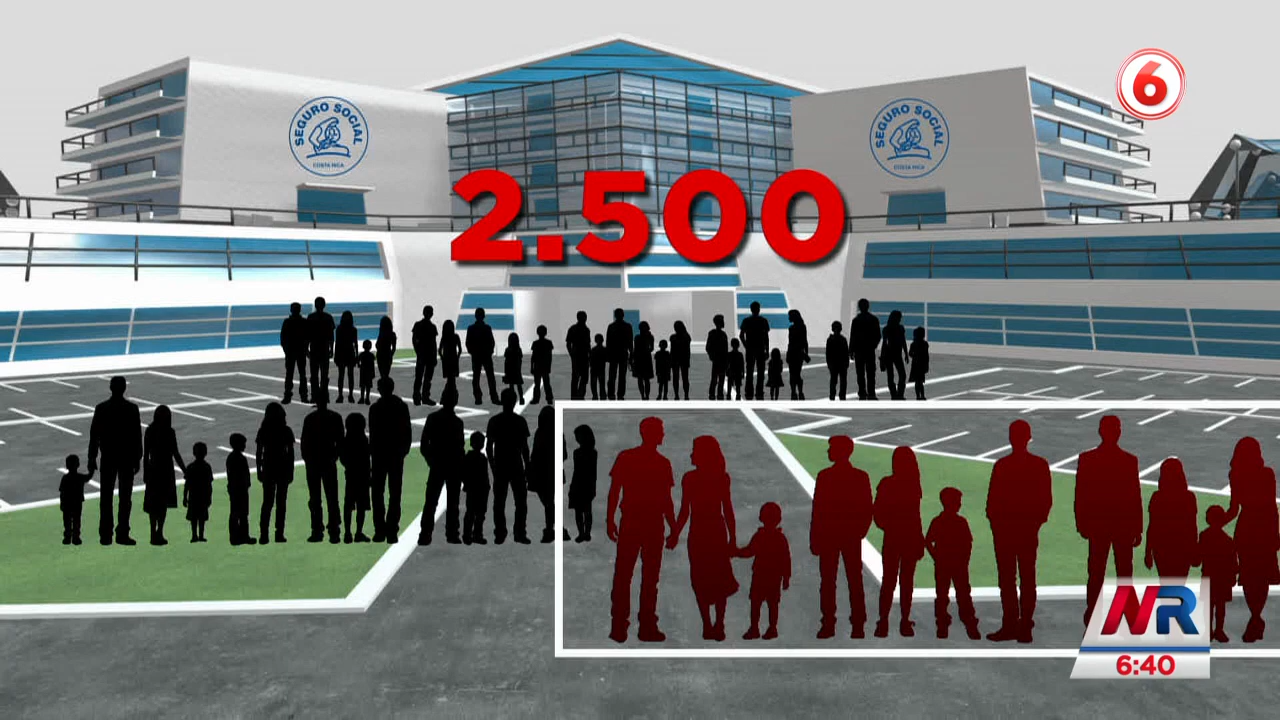 6
SEGURO SOCIAL
COSTA RICA
SEGURO SOCIAL
COSTA RICA
2.500
NR
6:40